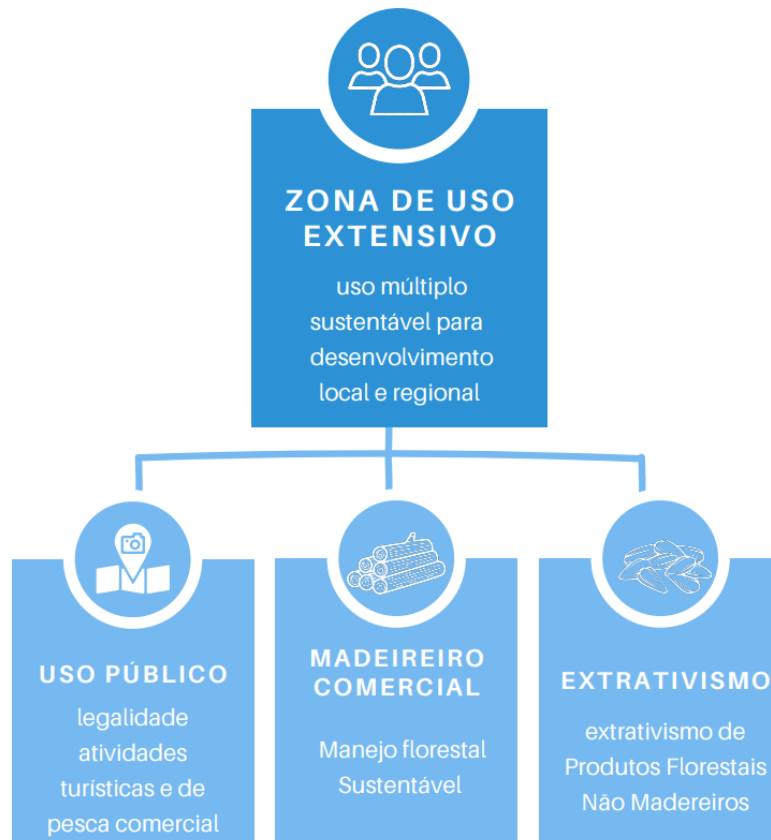 ZONA DE USO
EXTENSIVO
uso múltiplo
sustentável para
desenvolvimento
local e regional
USO PÚBLICO
legalidade
atividades
turísticas e de
pesca comercial
MADEIREIRO
COMERCIAL
Manejo florestal
Sustentável
EXTRATIVISMO
extrativismo de
Produtos Florestais
Não Madereiros